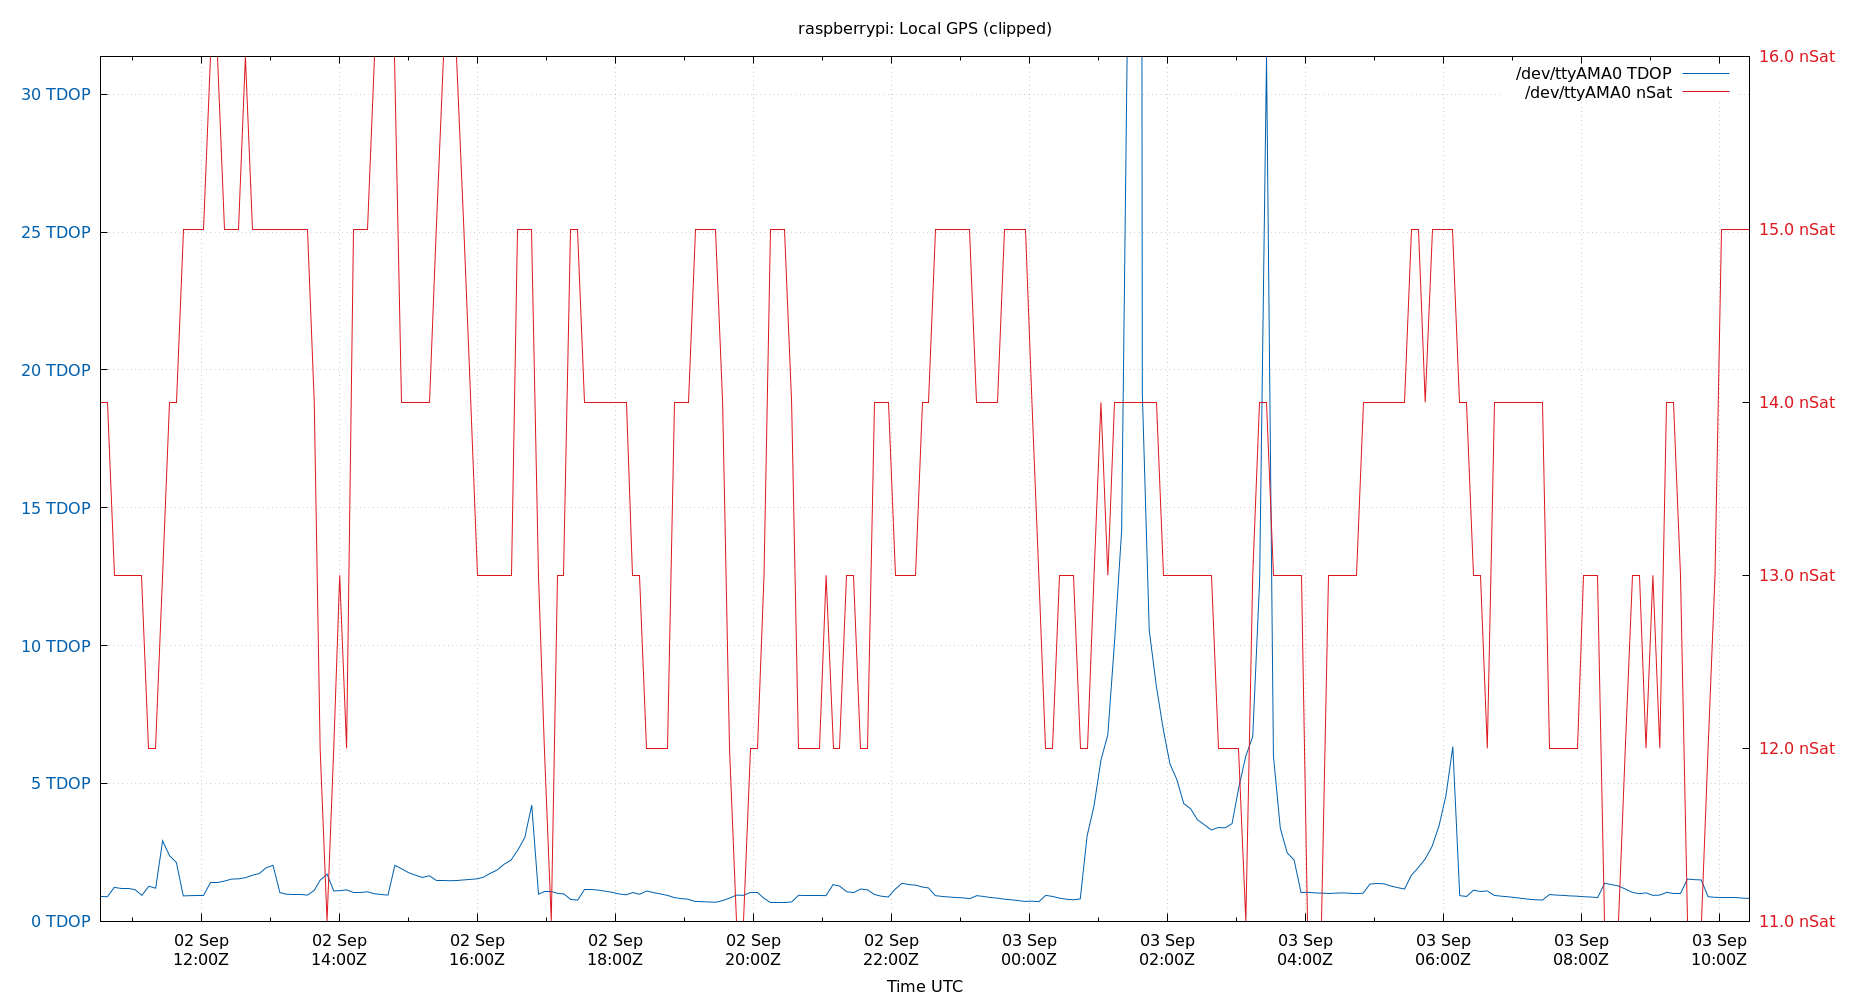 raspberrypi: Local GPS (clipped)
/dev/ttyAMA0 TDOP
/dev/ttyAMA0 nSat
30 TDOP
25 TDOP
20 TDOP
15 TDOP
10 TDOP
5 TDOP
0 TDOP
16.0 nSat
15.0 nSat
14.0 nSat
13.0 nSat
12.0 nSat
11.0 nSat
02 Sep
12:00Z
02 Sep
14:00Z
02 Sep
16:00Z
02 Sep
18:00Z
02 Sep
20:00Z
02 Sep
22:00Z
03 Sep
00:00Z
03 Sep
02:00Z
03 Sep
04:00Z
03 Sep
06:00Z
03 Sep
08:00Z
03 Sep
10:00Z
Time UTC